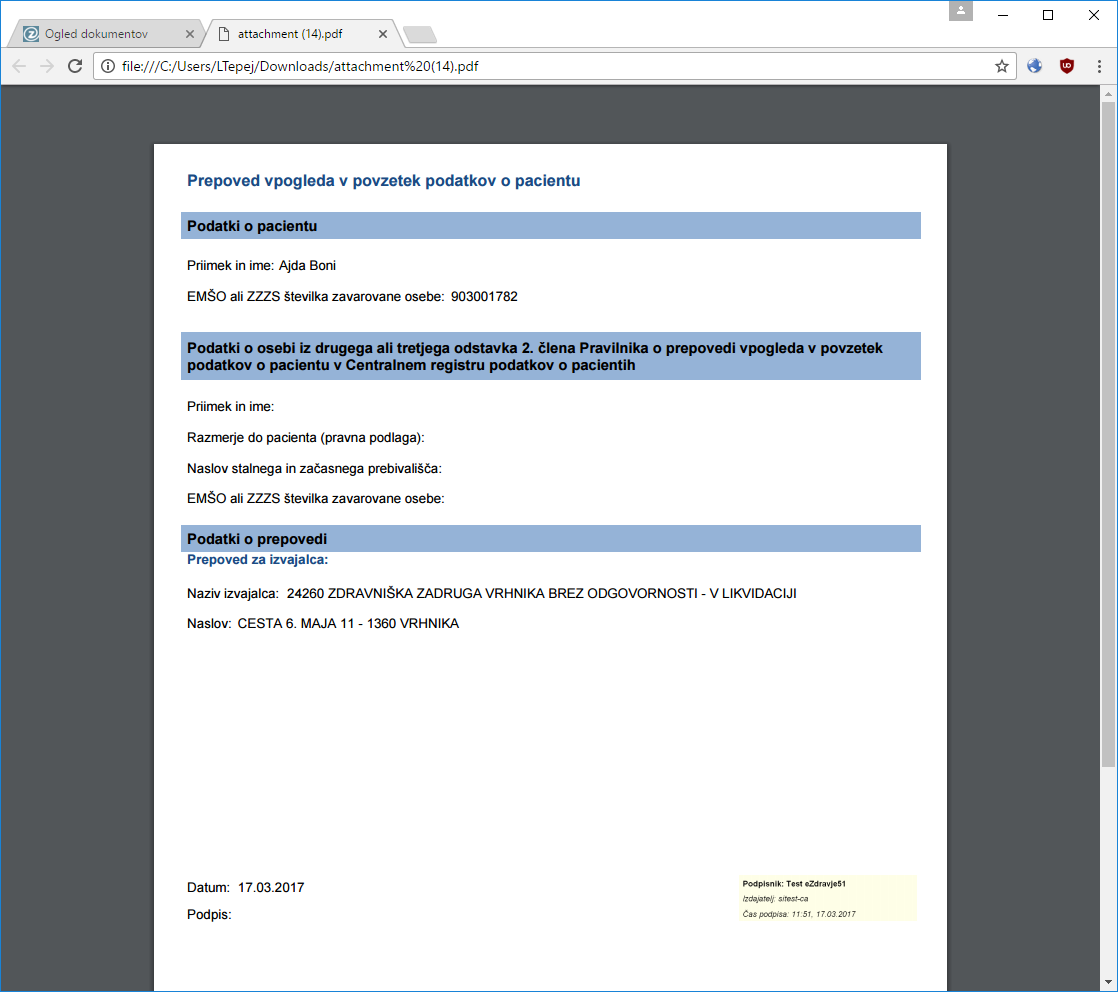 Ogled dokumentov
attachment (14).pdf
file:///C:/Users/LTepej/Downloads/attachment%20(14).pdf
Prepoved vpogleda v povzetek podatkov o pacientu
Podatki o pacientu
Priimek in ime: Ajda Boni
EMŠO ali ZZZS številka zavarovane osebe: 903001782
Podatki o osebi iz drugega ali tretjega odstavka 2. člena Pravilnika o prepovedi vpogleda v povzetek
podatkov o pacientu v Centralnem registru podatkov o pacientih
Priimek in ime:
Razmerje do pacienta (pravna podlaga):
Naslov stalnega in začasnega prebivališča:
EMŠO ali ZZZS številka zavarovane osebe:
Podatki o prepovedi
Prepoved za izvajalca:
Naziv izvajalca: 24260 ZDRAVNIŠKA ZADRUGA VRHNIKA BREZ ODGOVORNOSTI - V LIKVIDACIJI
Naslov: CESTA 6. MAJA 11 - 1360 VRHNIKA
Datum: 17.03.2017
Podpis:
Podpisnik: Test eZdravje51
Izdajatelj: sitest-ca
Čas podpisa: 11:51, 17.03.2017